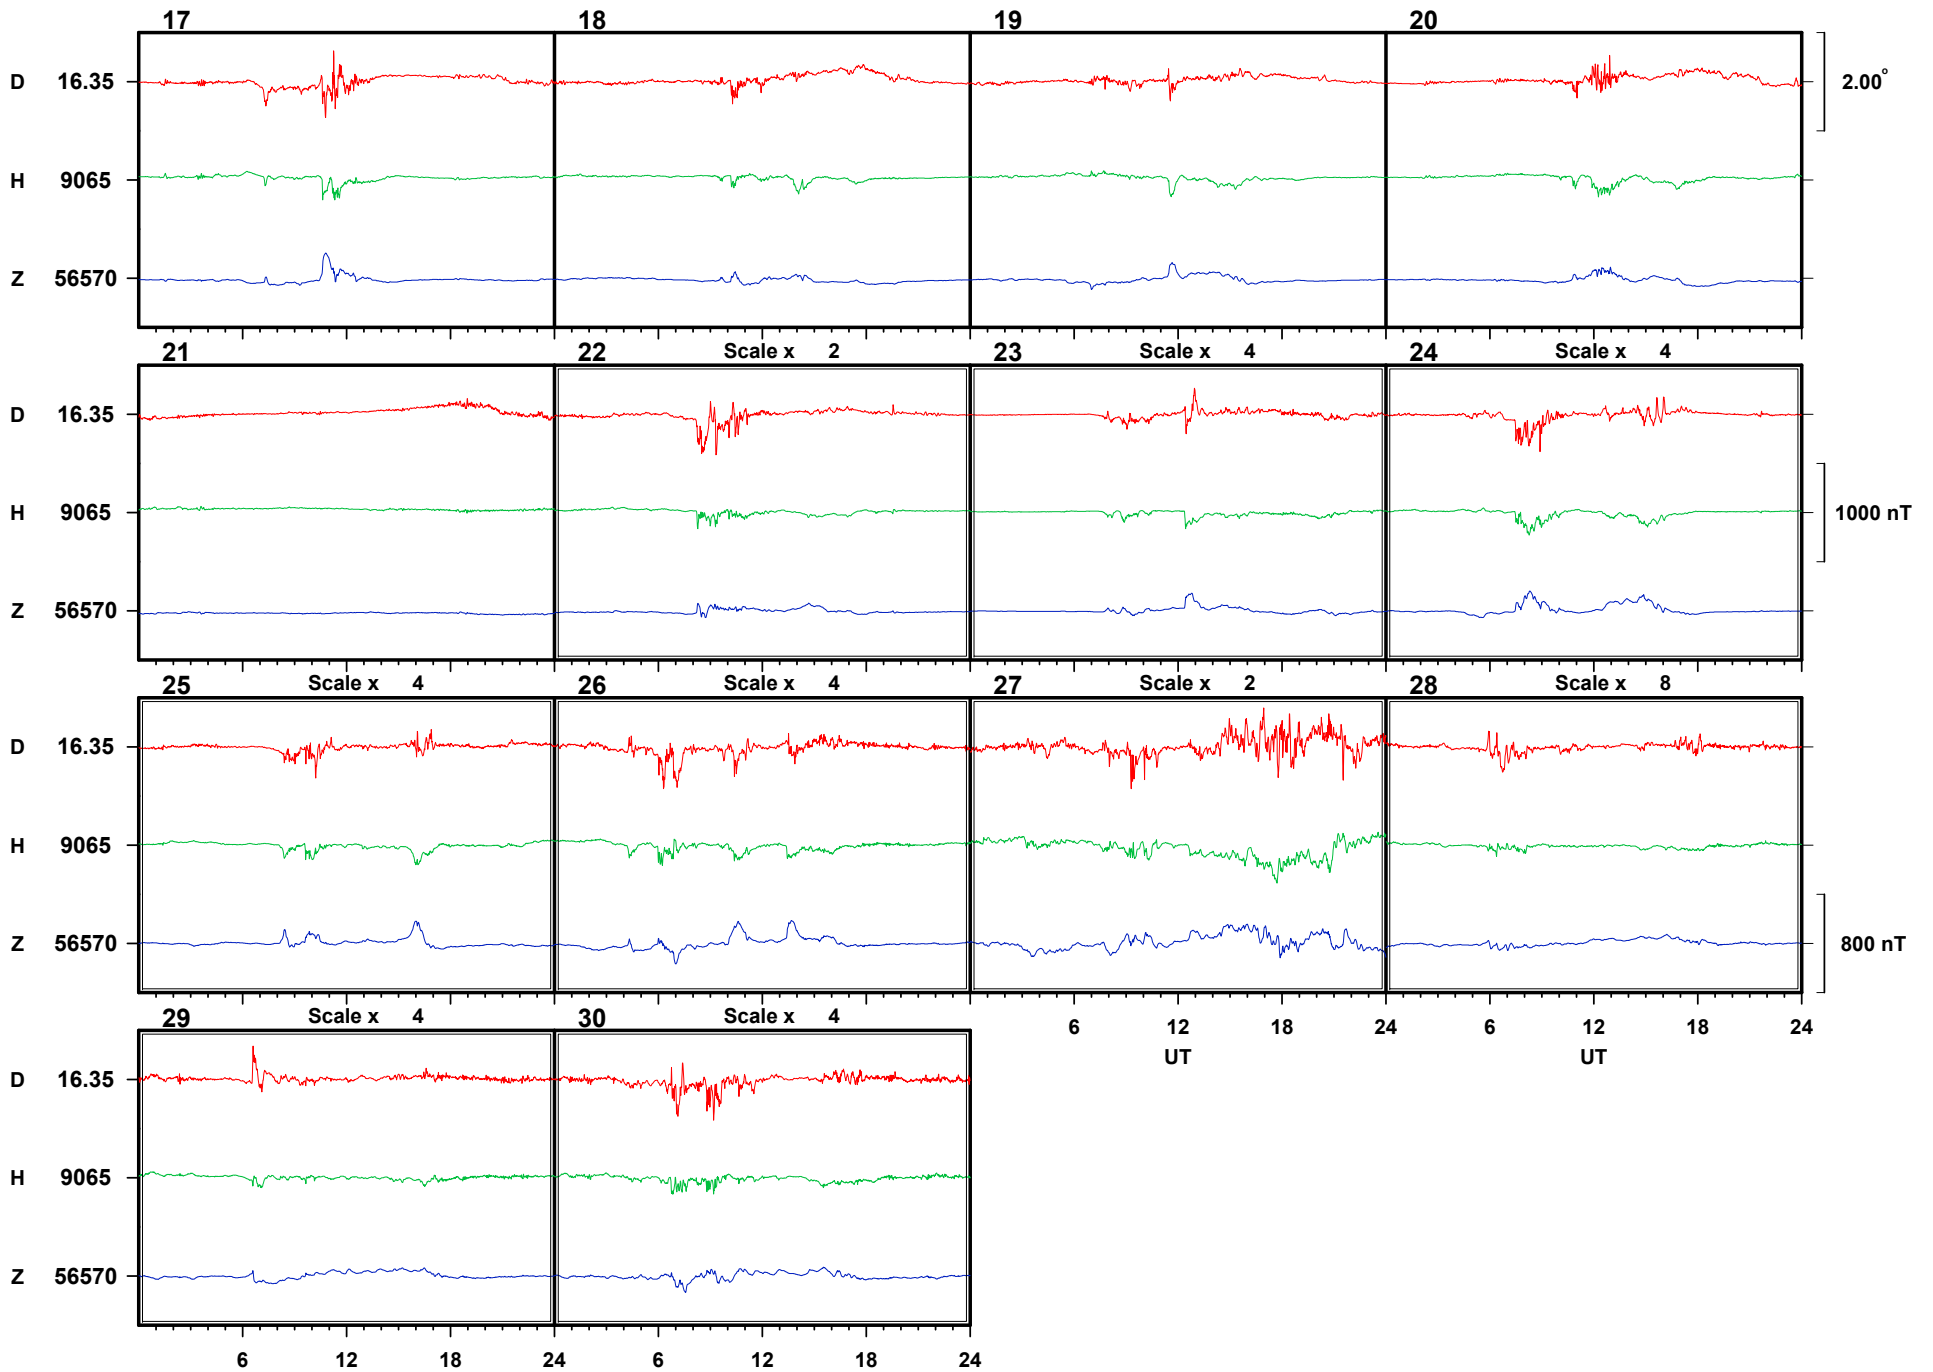 17 18 19 20
D 16.35 2.00°
H 9065
Z 56570
21 22 Scale x 2 23 Scale x 4 24 Scale x 4
D 16.35
H 9065 1000 nT
Z 56570
25 Scale x 4 26 Scale x 4 27 Scale x 2 28 Scale x 8
D 16.35
H 9065
Z 56570 800 nT
29 Scale x 4 30 Scale x 4 6 12 18 24 6 12 18 24
UT UT
D 16.35
H 9065
Z 56570
6 12 18 24 6 12 18 24